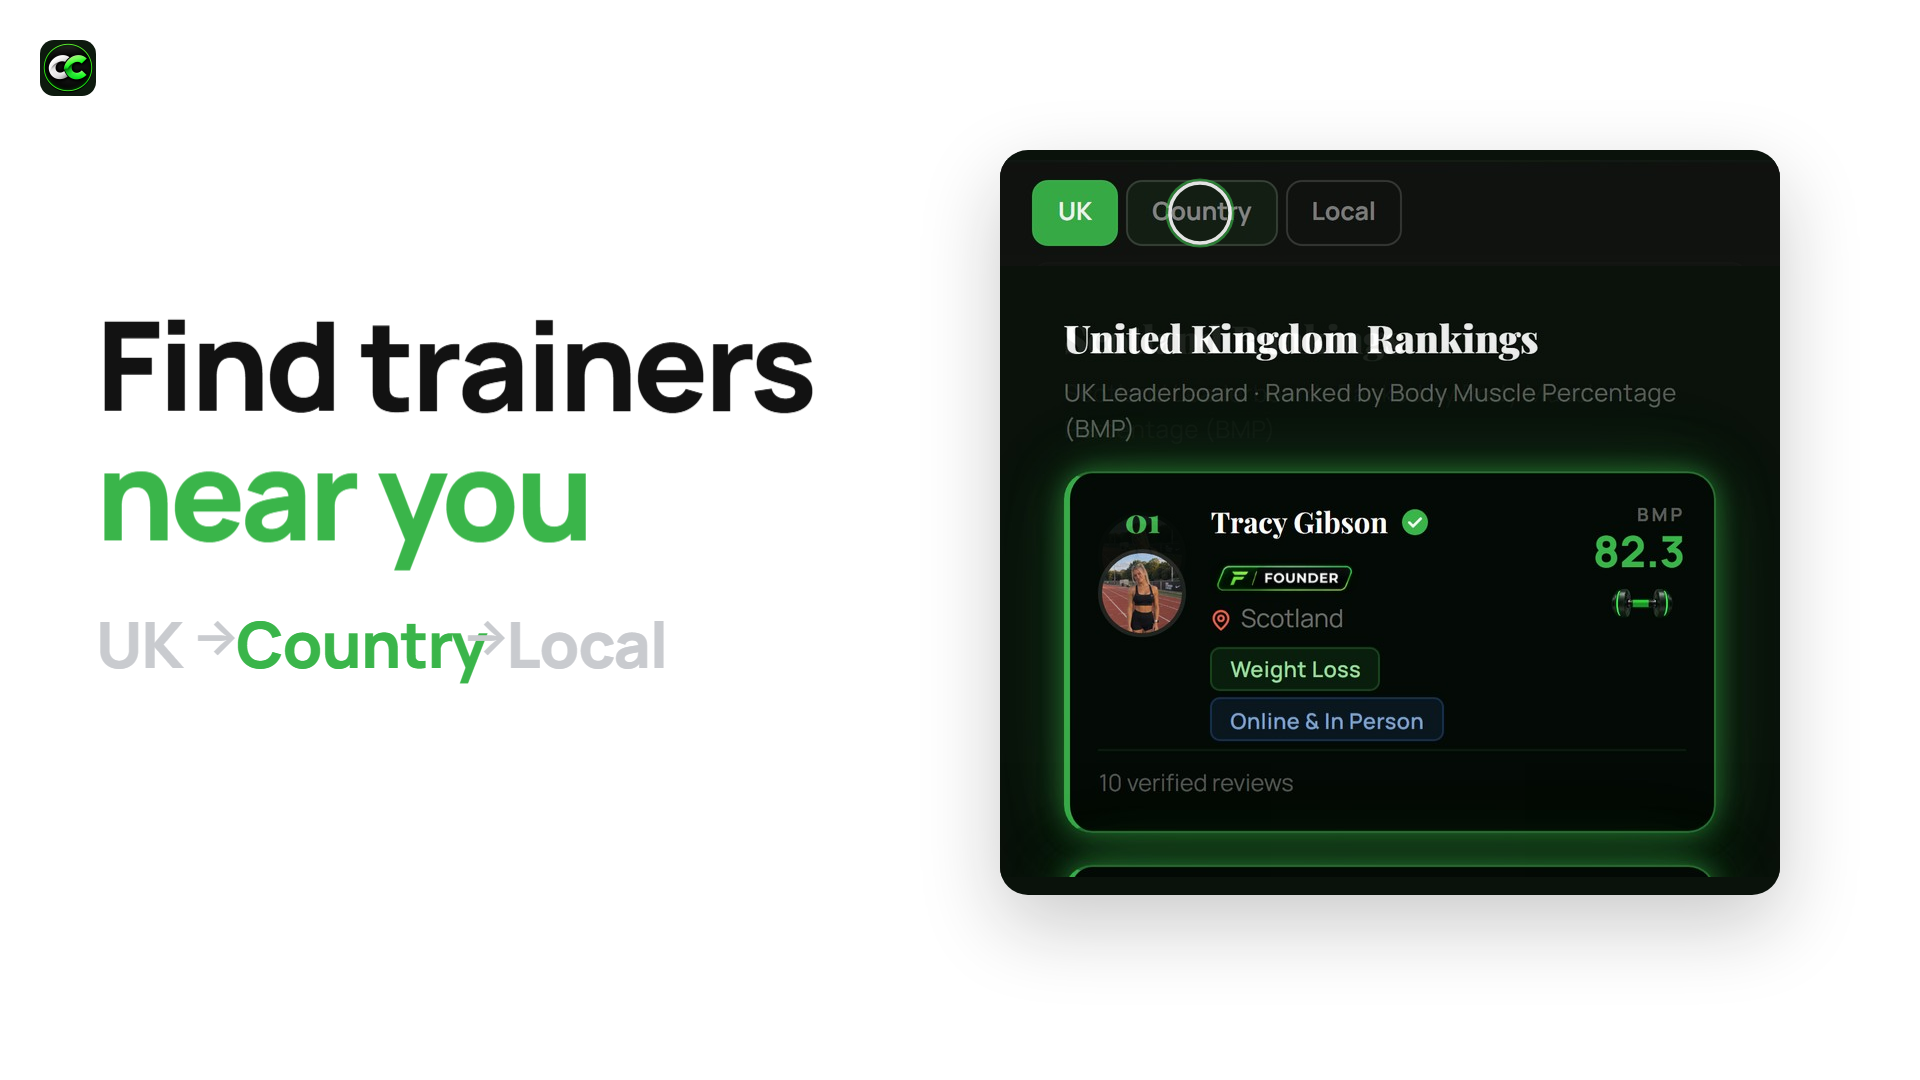 CC
Find trainers
near you
UK → Country → Local
UK
Country
Local
United Kingdom Rankings
UK Leaderboard · Ranked by Body Muscle Percentage
(BMP)
01
Tracy Gibson
BMP
82.3
F / FOUNDER
Scotland
Weight Loss
Online & In Person
10 verified reviews